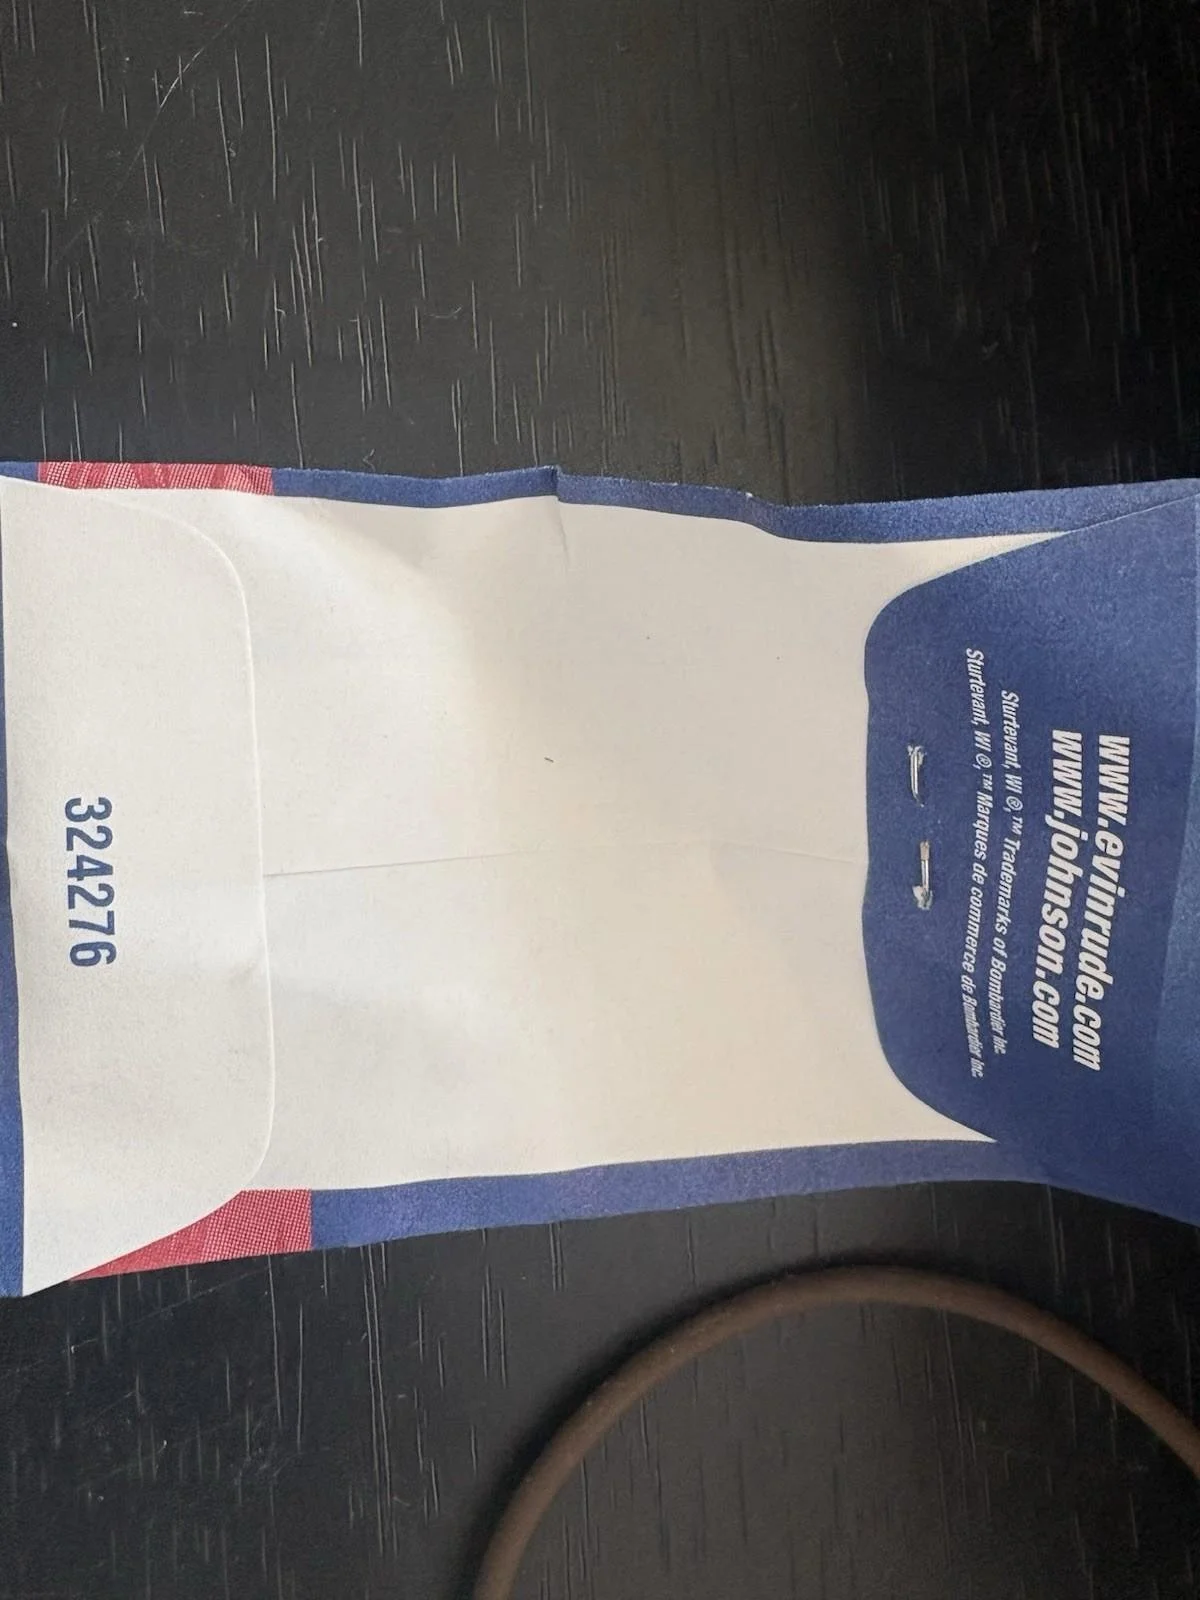 www.evinrude.com
www.johnson.com
Sturtevant, WI ®,™ Trademarks of Bombardier Inc.
Sturtevant, WI ®,™ Marques de commerce de Bombardier Inc.
324276